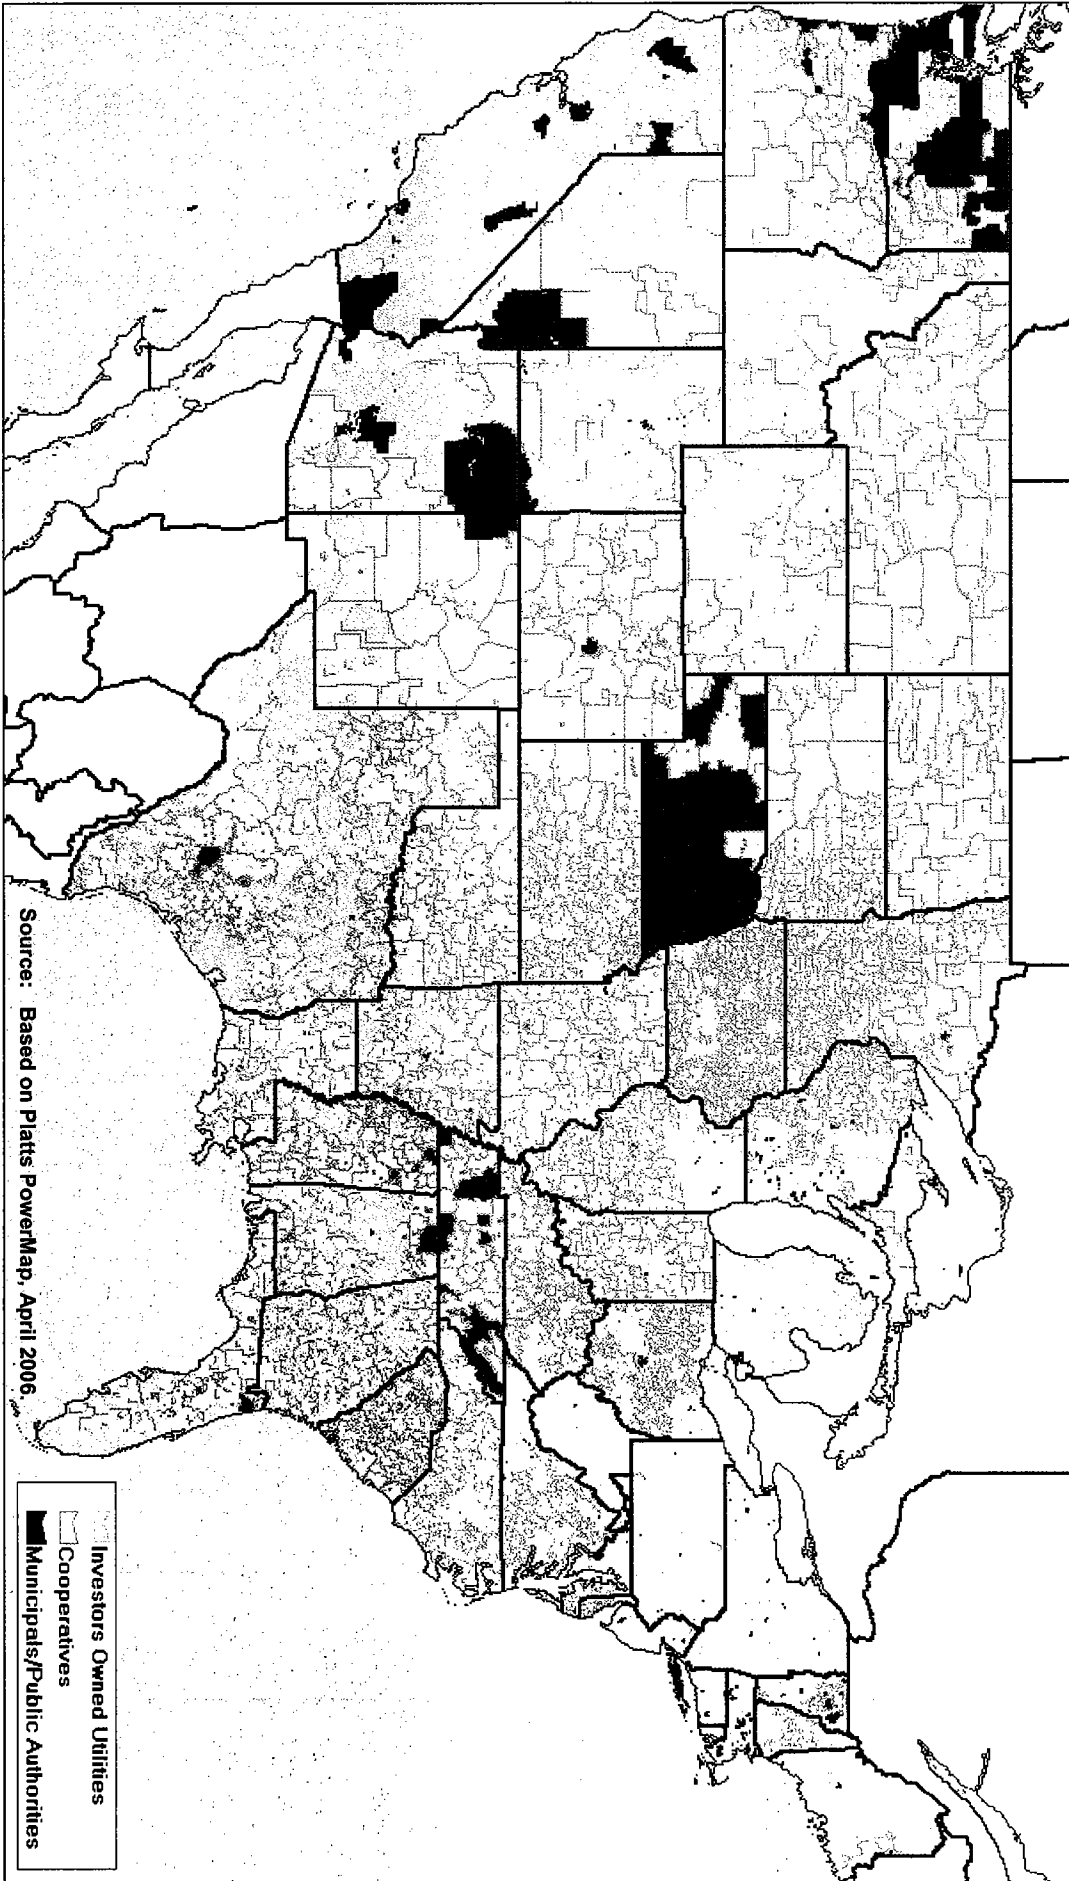 Source: Based on Platts PowerMap, April 2006.
Investors Owned Utilities
Cooperatives
Municipals/Public Authorities